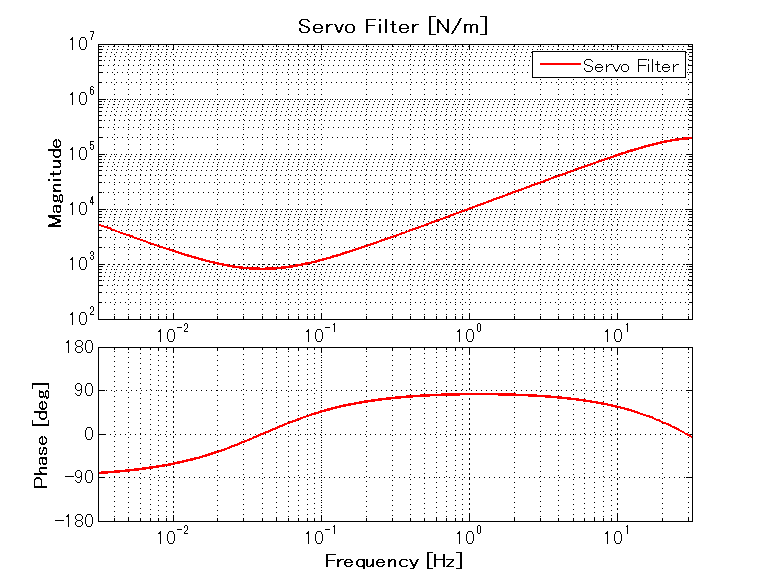 Servo Filter [N/m]
Servo Filter
10^7
10^6
10^5
10^4
10^3
10^2
Magnitude
10^-2 10^-1 10^0 10^1
180
90
0
-90
-180
Phase [deg]
10^-2 10^-1 10^0 10^1
Frequency [Hz]